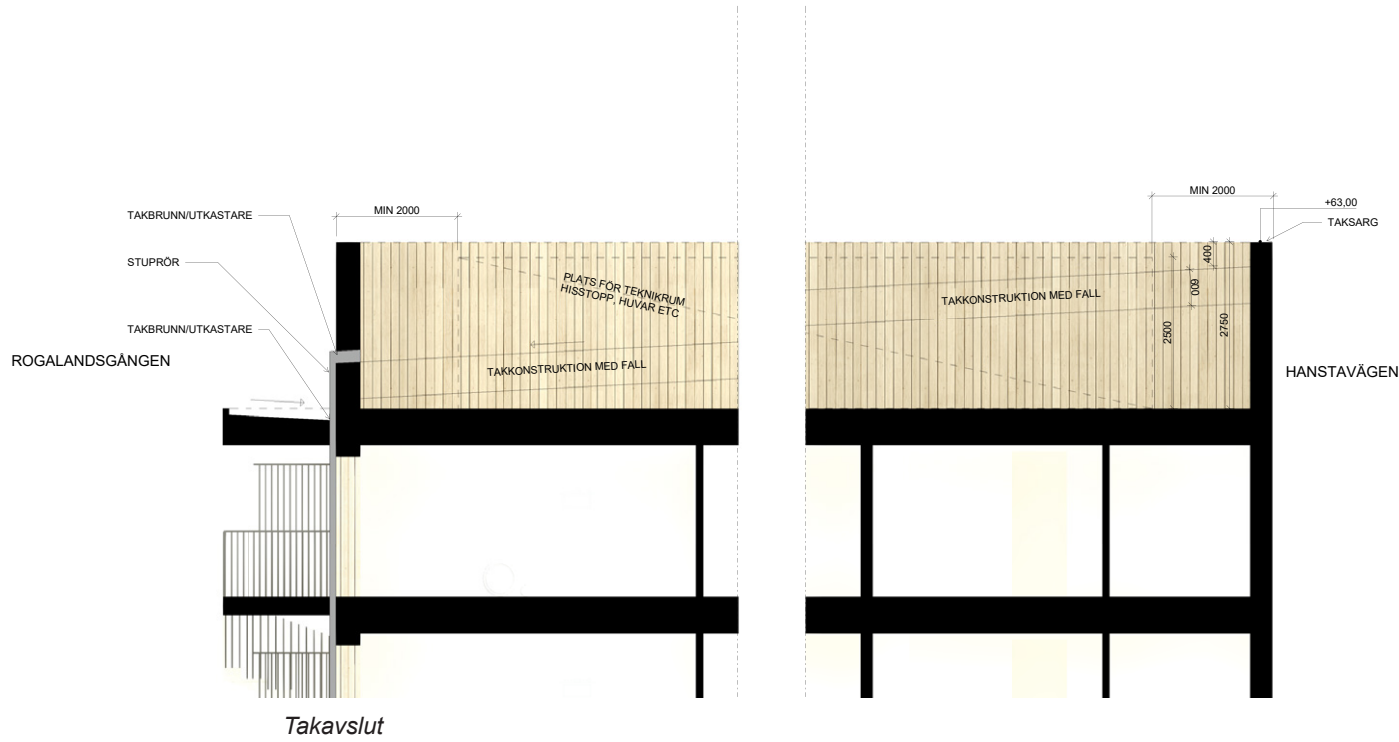 MIN 2000
+63,00
TAKSARG
MIN 2000
TAKBRUNN/UTKASTARE
STUPRÖR
TAKBRUNN/UTKASTARE
ROGALANDSGÅNGEN
PLATS FÖR TEKNIKRUM
HISSTOPP, HUVAR ETC
TAKKONSTRUKTION MED FALL
TAKKONSTRUKTION MED FALL
400
600
2500
2750
HANSTAVÄGEN
Takavslut